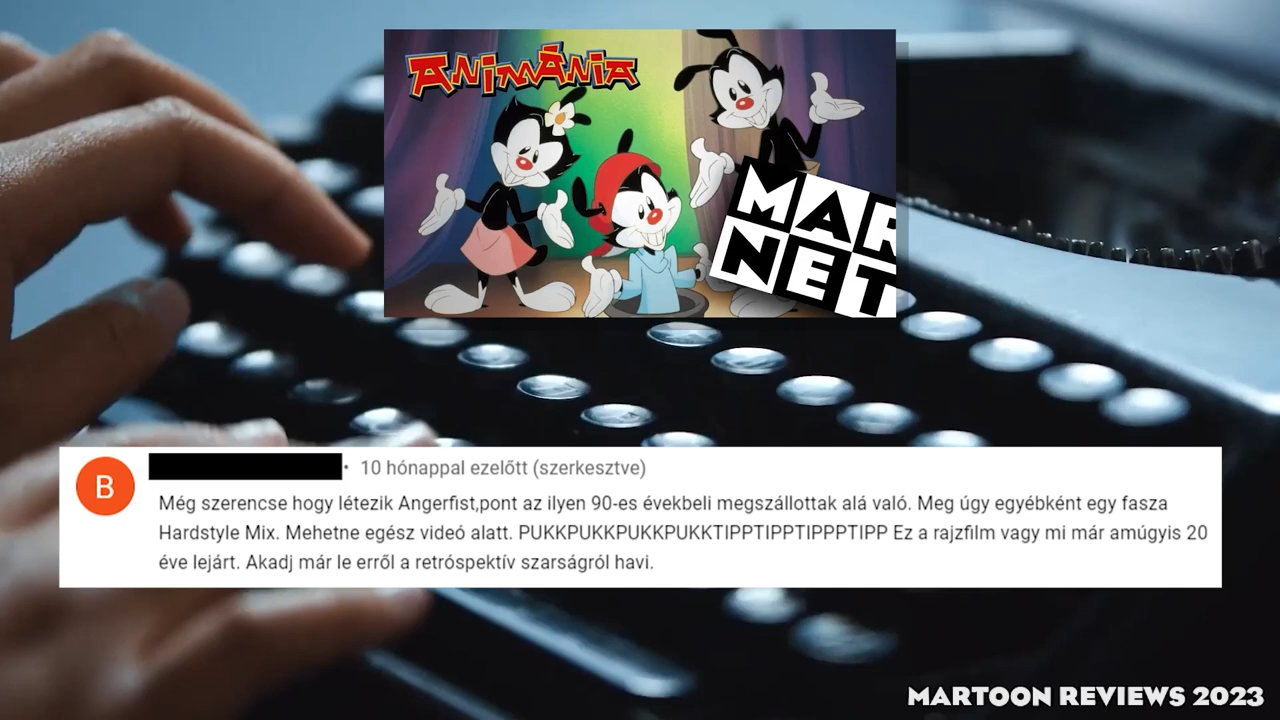 ANIMÁNIA
MAR
NET
B
• 10 hónappal ezelőtt (szerkesztve)
Még szerencse hogy létezik Angerfist,pont az ilyen 90-es évekbeli megszállottak alá való. Meg úgy egyébként egy fasza
Hardstyle Mix. Mehetne egész videó alatt. PUKKPUKKPUKKPUKKTIPPTIPPTIPPPTIPP Ez a rajzfilm vagy mi már amúgyis 20
éve lejárt. Akadj már le erről a retróspektív szarságról havi.
MARTOON REVIEWS 2023